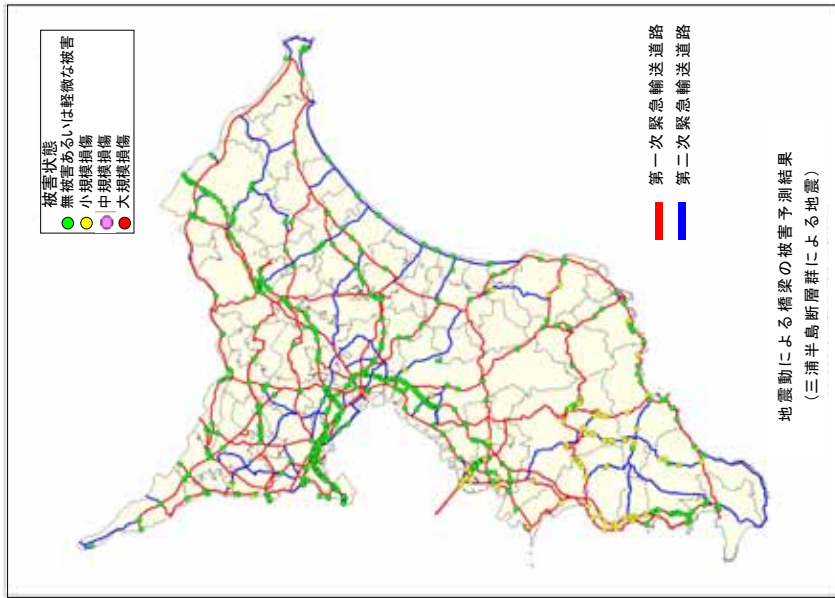 被害状態
無被害あるいは軽微な被害
小規模損傷
中規模損傷
大規模損傷
第一次緊急輸送道路
第二次緊急輸送道路
地震動による橋梁の被害予測結果
（三浦半島断層群による地震）